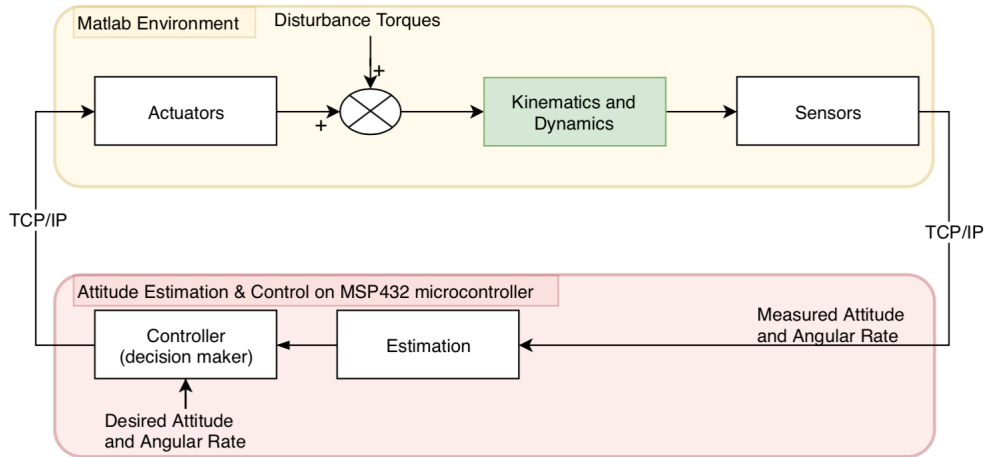 Matlab Environment
Disturbance Torques
+
Actuators
+
Kinematics and
Dynamics
Sensors
TCP/IP
TCP/IP
Attitude Estimation & Control on MSP432 microcontroller
Controller
(decision maker)
Estimation
Measured Attitude
and Angular Rate
Desired Attitude
and Angular Rate